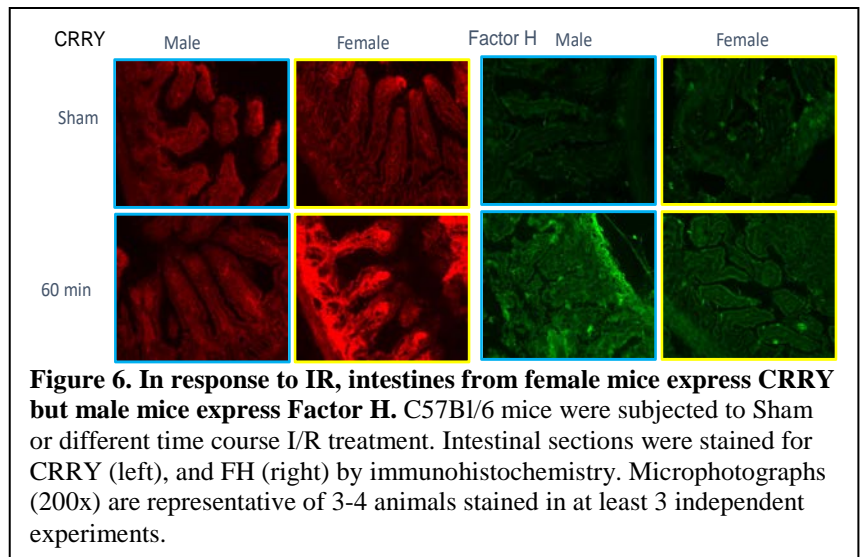 CRRY Male Female Factor H Male Female
Sham
60 min
Figure 6. In response to IR, intestines from female mice express CRRY
but male mice express Factor H. C57Bl/6 mice were subjected to Sham
or different time course I/R treatment. Intestinal sections were stained for
CRRY (left), and FH (right) by immunohistochemistry. Microphotographs
(200x) are representative of 3-4 animals stained in at least 3 independent
experiments.